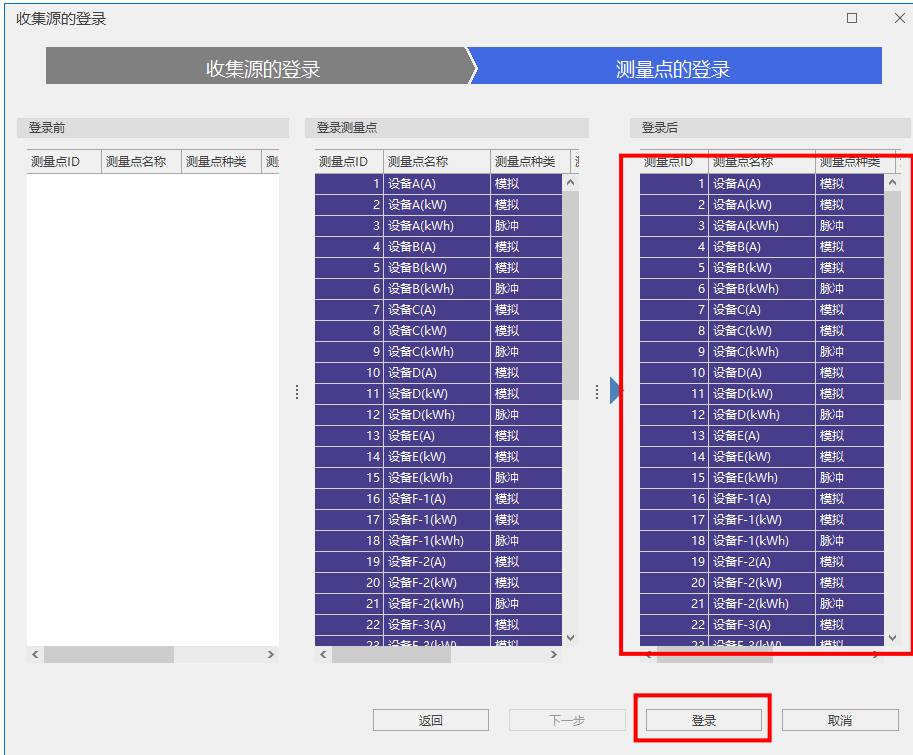 收集源的登录
收集源的登录 测量点的登录
登录前 登录测量点 登录后
测量点ID 测量点名称 测量点种类 测量点ID 测量点名称 测量点种类 测量点ID 测量点名称 测量点种类
1 设备A(A) 模拟 1 设备A(A) 模拟
2 设备A(kW) 模拟 2 设备A(kW) 模拟
3 设备A(kWh) 脉冲 3 设备A(kWh) 脉冲
4 设备B(A) 模拟 4 设备B(A) 模拟
5 设备B(kW) 模拟 5 设备B(kW) 模拟
6 设备B(kWh) 脉冲 6 设备B(kWh) 脉冲
7 设备C(A) 模拟 7 设备C(A) 模拟
8 设备C(kW) 模拟 8 设备C(kW) 模拟
9 设备C(kWh) 脉冲 9 设备C(kWh) 脉冲
10 设备D(A) 模拟 10 设备D(A) 模拟
11 设备D(kW) 模拟 11 设备D(kW) 模拟
12 设备D(kWh) 脉冲 12 设备D(kWh) 脉冲
13 设备E(A) 模拟 13 设备E(A) 模拟
14 设备E(kW) 模拟 14 设备E(kW) 模拟
15 设备E(kWh) 脉冲 15 设备E(kWh) 脉冲
16 设备F-1(A) 模拟 16 设备F-1(A) 模拟
17 设备F-1(kW) 模拟 17 设备F-1(kW) 模拟
18 设备F-1(kWh) 脉冲 18 设备F-1(kWh) 脉冲
19 设备F-2(A) 模拟 19 设备F-2(A) 模拟
20 设备F-2(kW) 模拟 20 设备F-2(kW) 模拟
21 设备F-2(kWh) 脉冲 21 设备F-2(kWh) 脉冲
22 设备F-3(A) 模拟 22 设备F-3(A) 模拟
23 设备F-3(kW) 模拟 23 设备F-3(kW) 模拟
返回 下一步 登录 取消